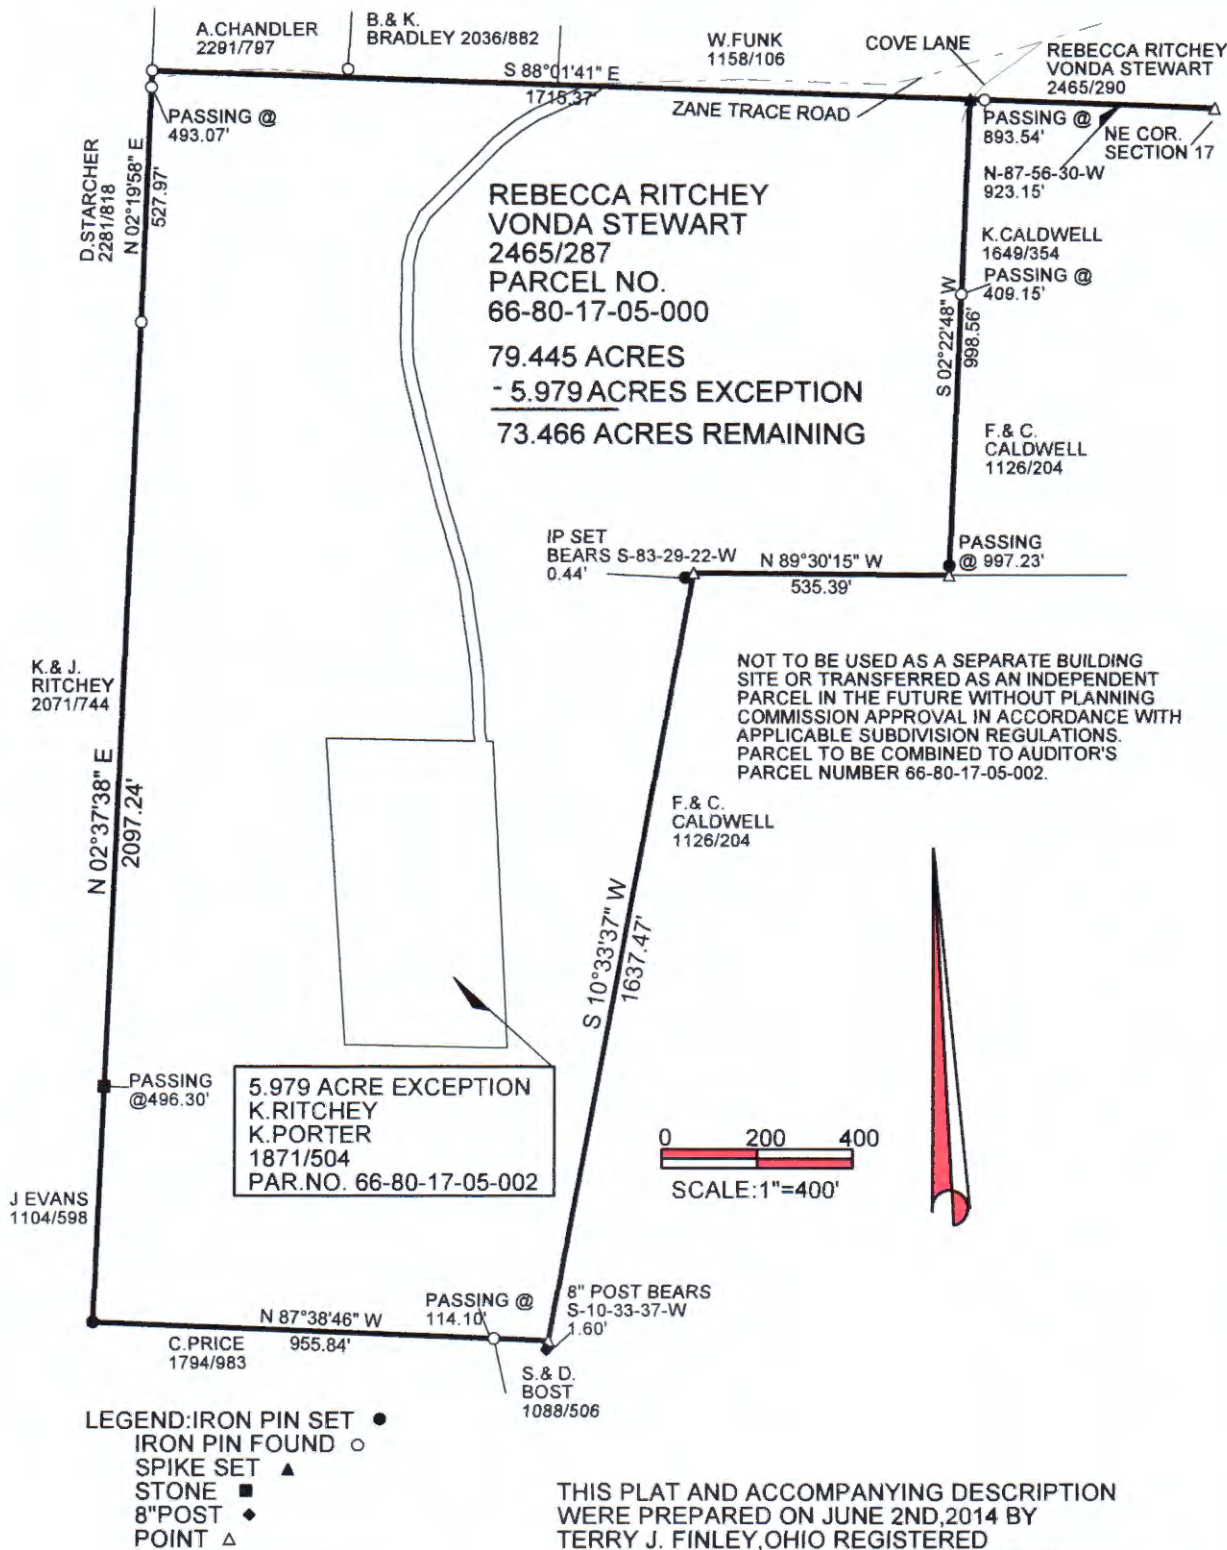 A.CHANDLER
2291/797
B.& K.
BRADLEY 2036/882
W.FUNK
1158/106
COVE LANE
REBECCA RITCHEY
VONDA STEWART
2465/290
S 88°01'41" E
1715.37'
ZANE TRACE ROAD
PASSING @
493.07'
PASSING @
893.54'
NE COR.
SECTION 17
N-87-56-30-W
923.15'
D.STARCHER
2281/818
N 02°19'58" E
527.97'
REBECCA RITCHEY
VONDA STEWART
2465/287
PARCEL NO.
66-80-17-05-000
79.445 ACRES
- 5.979 ACRES EXCEPTION
73.466 ACRES REMAINING
K.CALDWELL
1649/354
PASSING @
409.15'
S 02°22'48" W
998.56'
F.& C.
CALDWELL
1126/204
IP SET
BEARS S-83-29-22-W
0.44'
N 89°30'15" W
535.39'
PASSING
@ 997.23'
K.& J.
RITCHEY
2071/744
N 02°37'38" E
2097.24'
NOT TO BE USED AS A SEPARATE BUILDING
SITE OR TRANSFERRED AS AN INDEPENDENT
PARCEL IN THE FUTURE WITHOUT PLANNING
COMMISSION APPROVAL IN ACCORDANCE WITH
APPLICABLE SUBDIVISION REGULATIONS.
PARCEL TO BE COMBINED TO AUDITOR'S
PARCEL NUMBER 66-80-17-05-002.
F.& C.
CALDWELL
1126/204
S 10°33'37" W
1637.47'
PASSING
@496.30'
5.979 ACRE EXCEPTION
K.RITCHEY
K.PORTER
1871/504
PAR.NO. 66-80-17-05-002
0 200 400
SCALE:1"=400'
J EVANS
1104/598
N 87°38'46" W
955.84'
C.PRICE
1794/983
PASSING @
114.10'
8" POST BEARS
S-10-33-37-W
1.60'
S.& D.
BOST
1088/506
LEGEND:IRON PIN SET ●
IRON PIN FOUND ○
SPIKE SET ▲
STONE ■
8"POST ◆
POINT △
THIS PLAT AND ACCOMPANYING DESCRIPTION
WERE PREPARED ON JUNE 2ND,2014 BY
TERRY J. FINLEY,OHIO REGISTERED